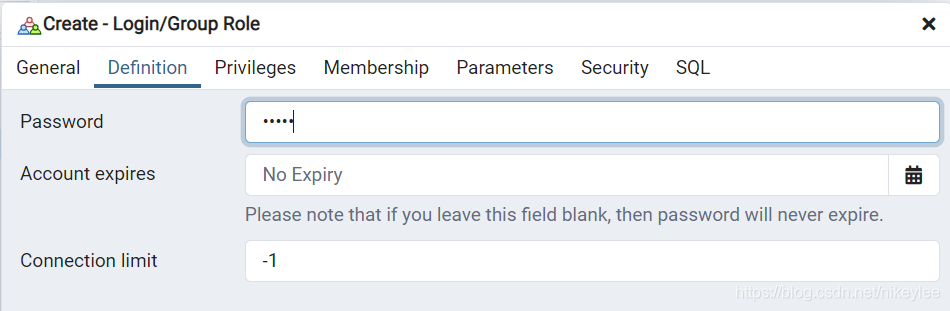 Create - Login/Group Role
General Definition Privileges Membership Parameters Security SQL
Password •••••
Account expires No Expiry
Please note that if you leave this field blank, then password will never expire.
Connection limit -1
https://blog.csdn.net/nikeylee